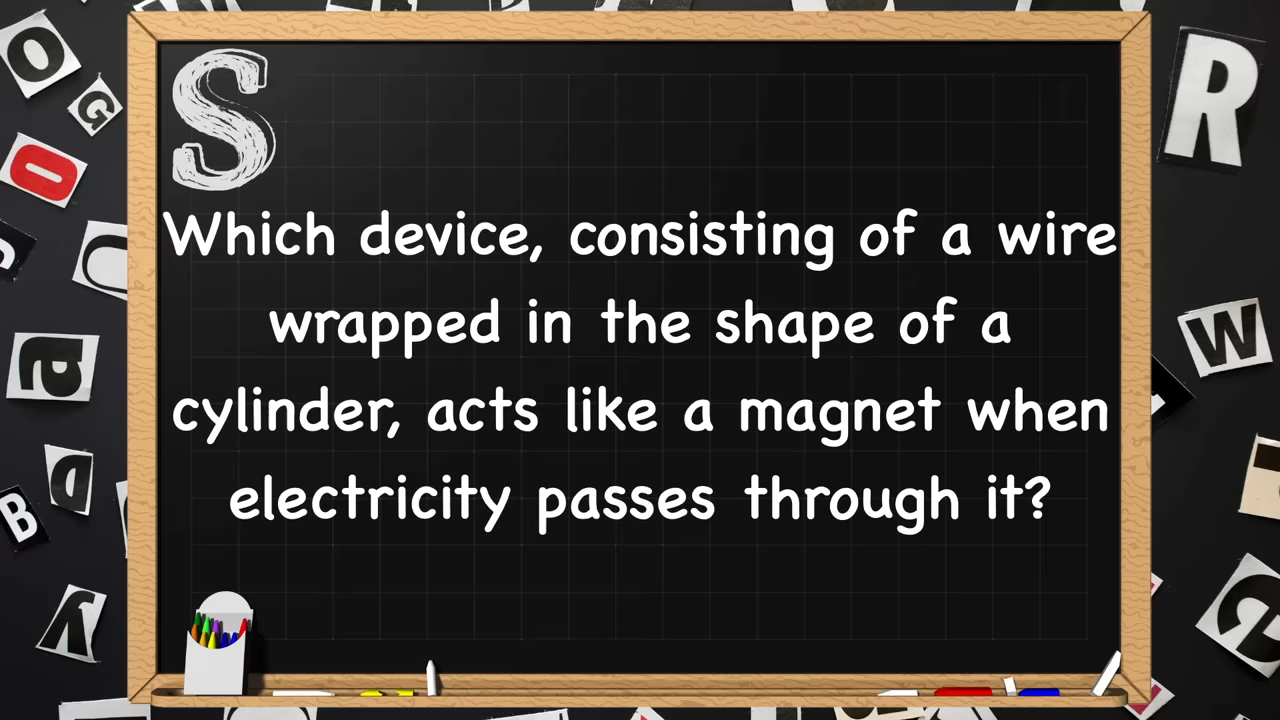 S
Which device, consisting of a wire
wrapped in the shape of a
cylinder, acts like a magnet when
electricity passes through it?
O
G
O
a
D
B
y
R
W